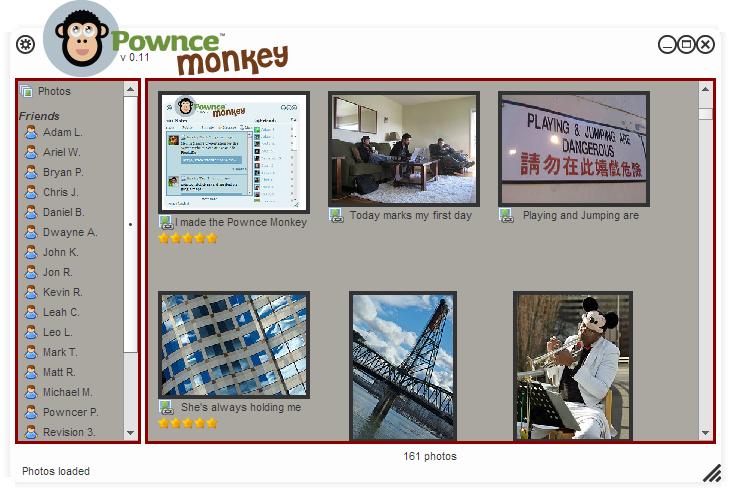 Pownce™
monkey
v 0.11
Photos
Friends
Adam L.
Ariel W.
Bryan P.
Chris J.
Daniel B.
Dwayne A.
John K.
Jon R.
Kevin R.
Leah C.
Leo L.
Mark T.
Matt R.
Michael M.
Powncer P.
Revision 3.
Pownce
monkey
I made the Pownce Monkey
Today marks my first day
PLAYING & JUMPING ARE
DANGEROUS
請勿在此嬉戲危險
Playing and Jumping are
She's always holding me
161 photos
Photos loaded